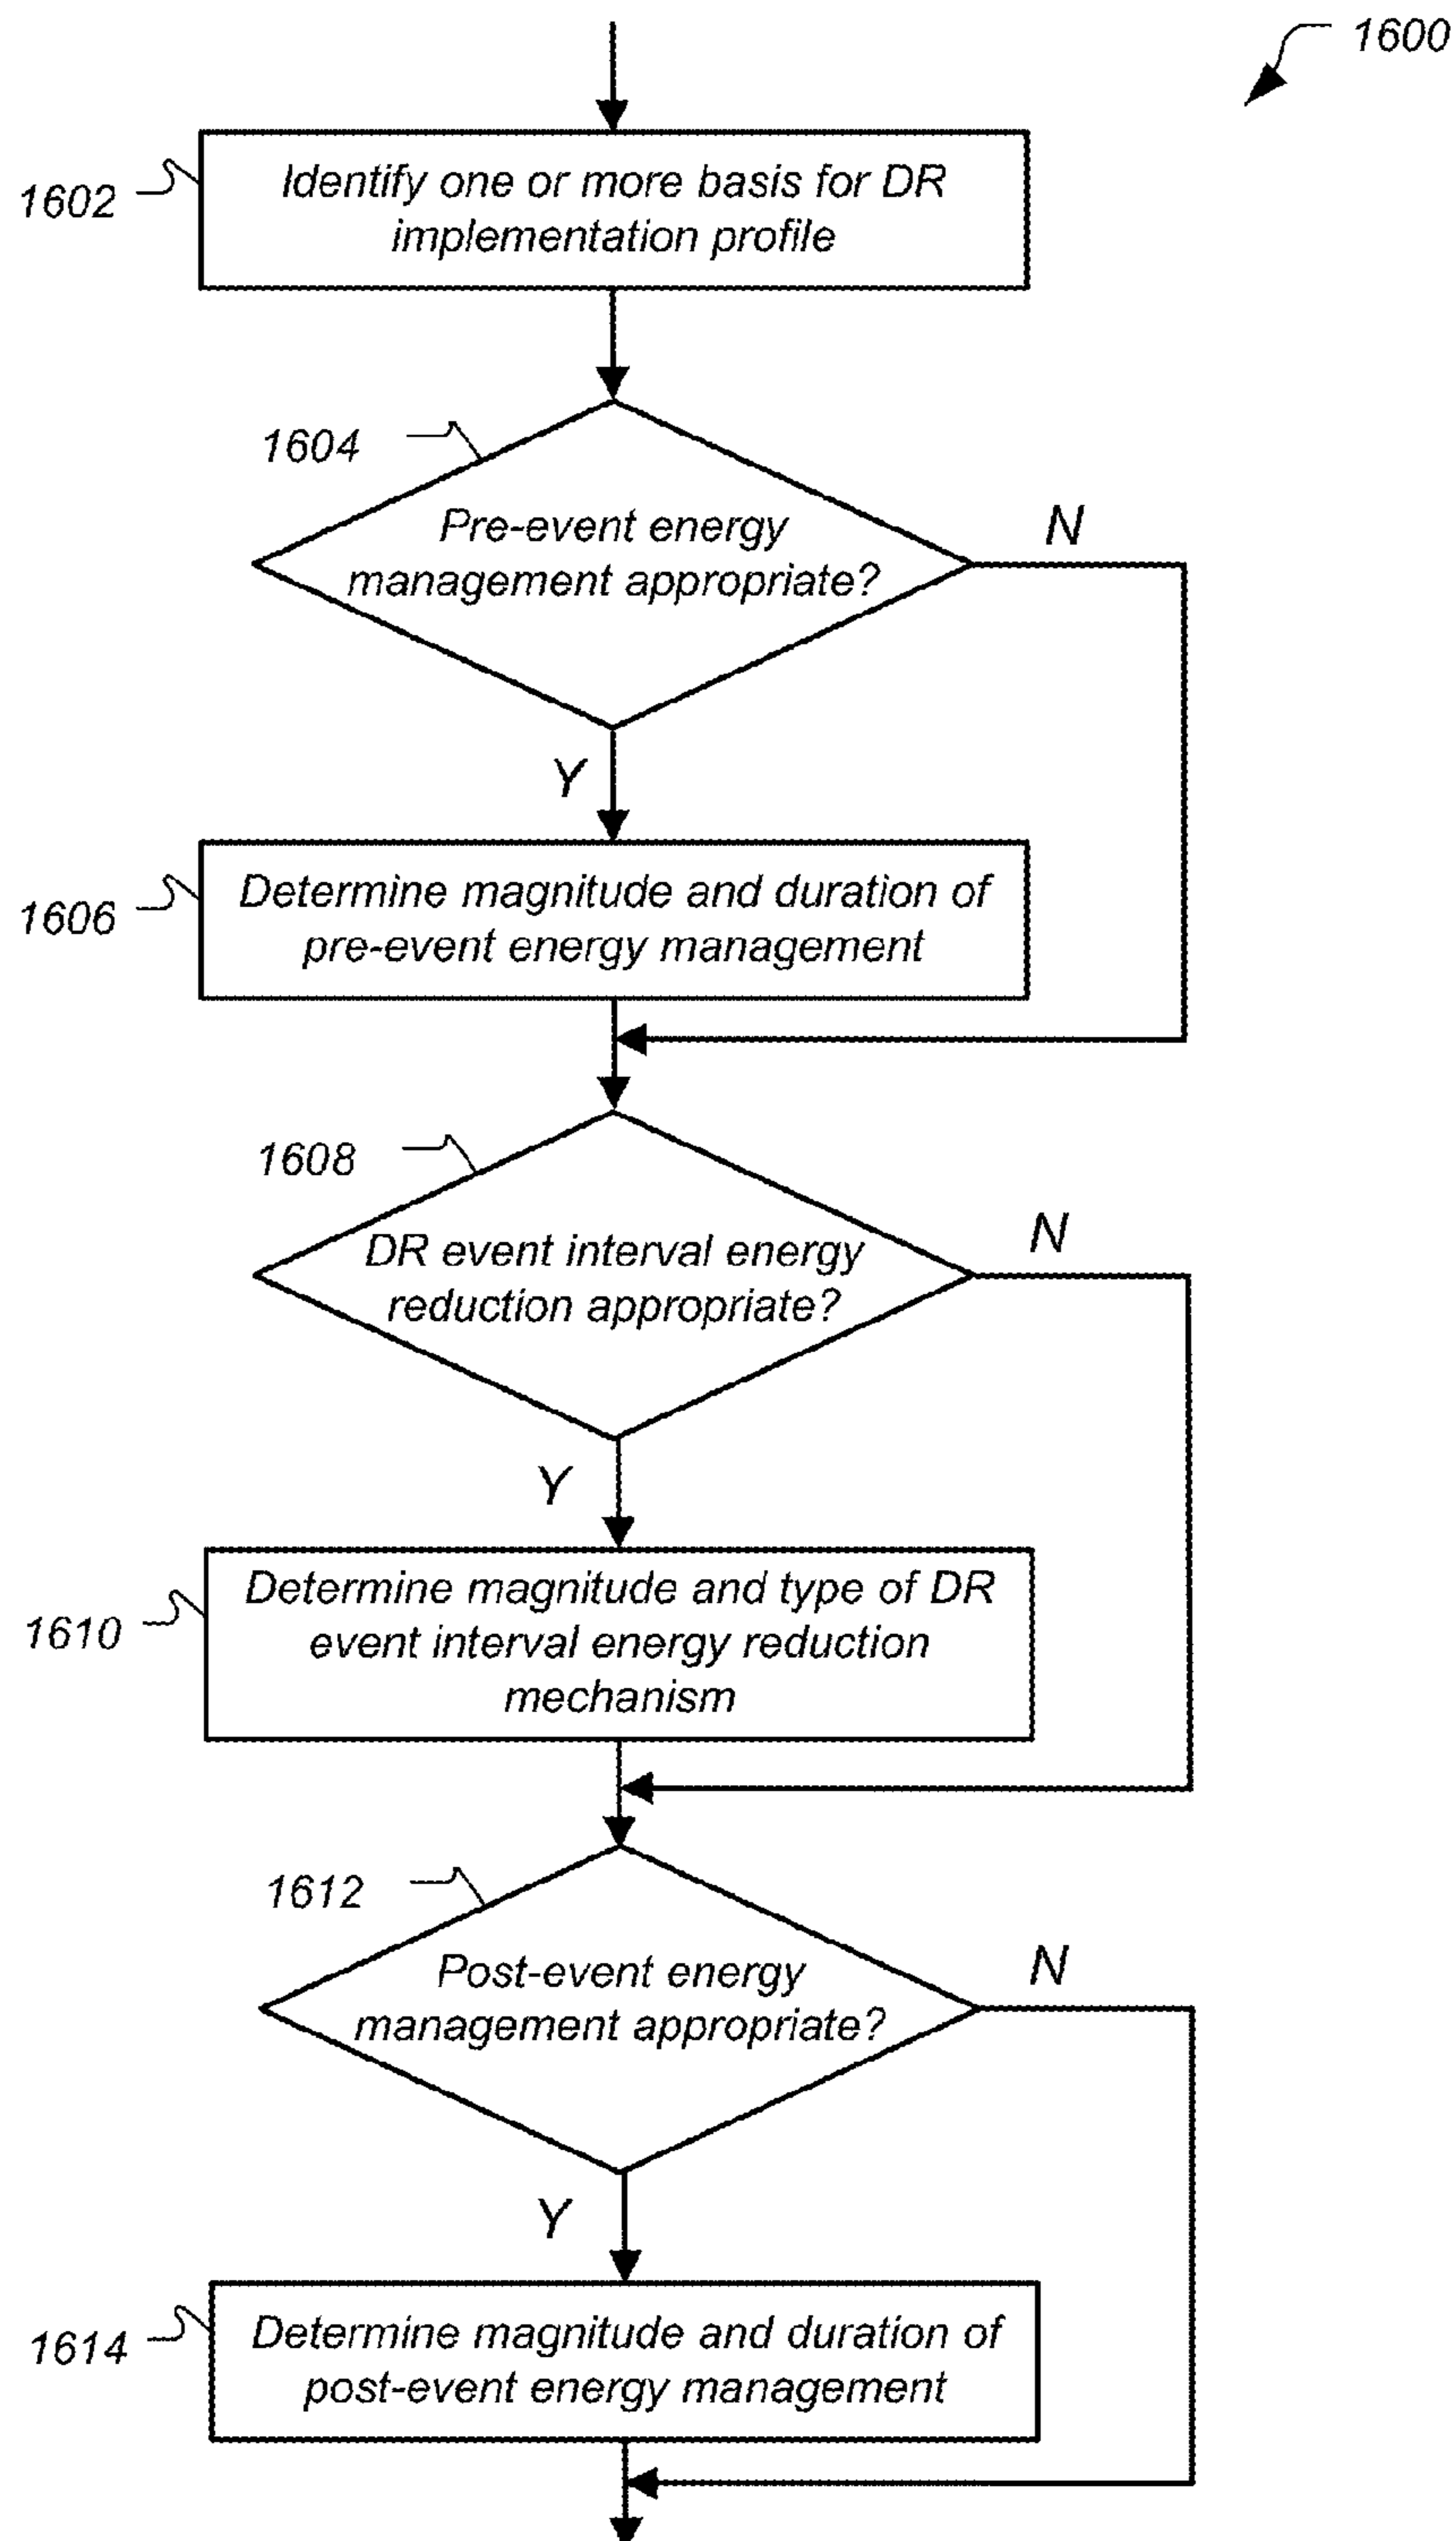 1600
1602
Identify one or more basis for DR
implementation profile
1604
Pre-event energy
management appropriate?
N
Y
1606
Determine magnitude and duration of
pre-event energy management
1608
DR event interval energy
reduction appropriate?
N
Y
1610
Determine magnitude and type of DR
event interval energy reduction
mechanism
1612
Post-event energy
management appropriate?
N
Y
1614
Determine magnitude and duration of
post-event energy management